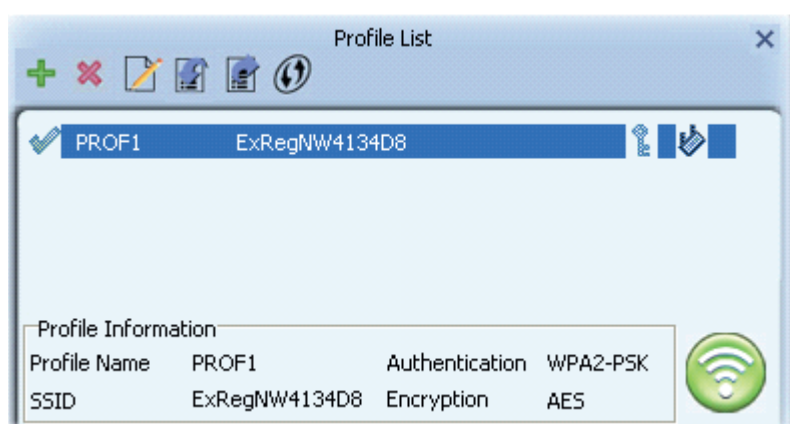 Profile List
PROF1 ExRegNW4134D8
Profile Information
Profile Name PROF1 Authentication WPA2-PSK
SSID ExRegNW4134D8 Encryption AES